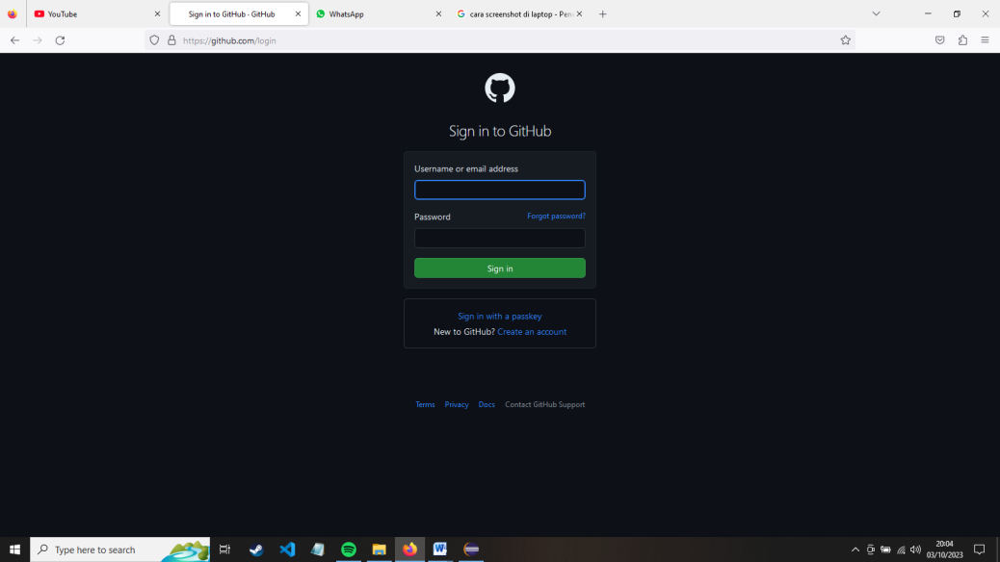 YouTube
Sign in to GitHub · GitHub
WhatsApp
cara screenshot di laptop - Pen
https://github.com/login
Sign in to GitHub
Username or email address
Password
Forgot password?
Sign in
Sign in with a passkey
New to GitHub? Create an account
Terms Privacy Docs Contact GitHub Support
Type here to search
20:04
03/10/2023